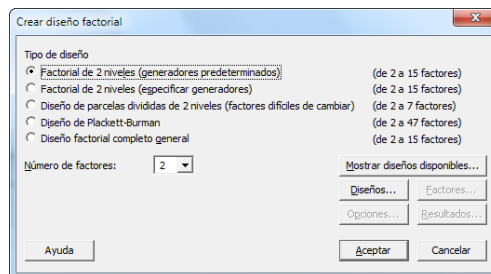 Crear diseño factorial
Tipo de diseño
Factorial de 2 niveles (generadores predeterminados) (de 2 a 15 factores)
Factorial de 2 niveles (especificar generadores) (de 2 a 15 factores)
Diseño de parcelas divididas de 2 niveles (factores difíciles de cambiar) (de 2 a 7 factores)
Diseño de Plackett-Burman (de 2 a 47 factores)
Diseño factorial completo general (de 2 a 15 factores)
Número de factores: 2 Mostrar diseños disponibles...
Diseños... Factores...
Opciones... Resultados...
Ayuda Aceptar Cancelar